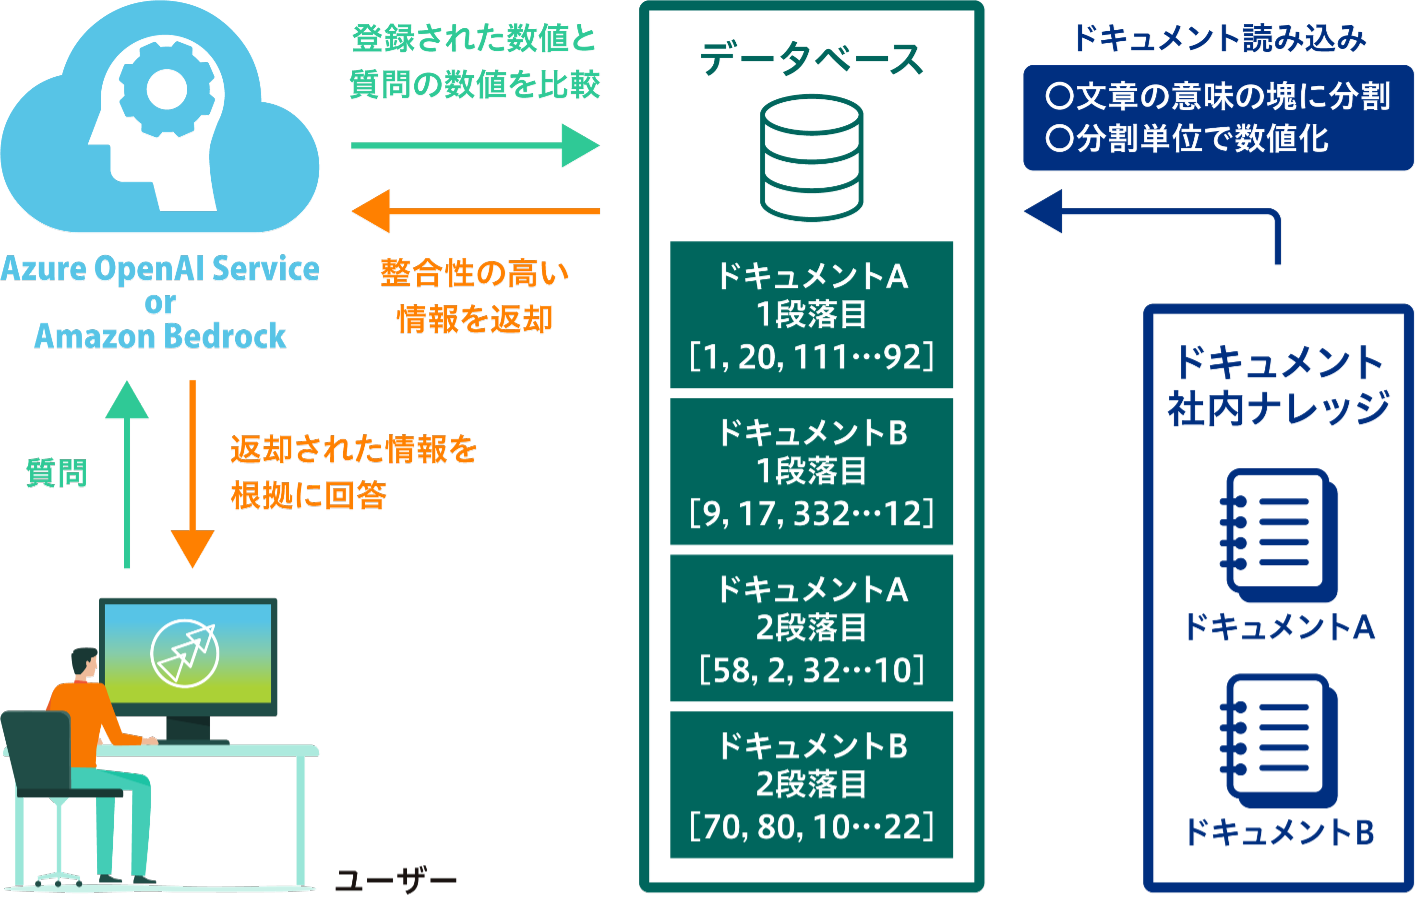 登録された数値と
質問の数値を比較
整合性の高い
情報を返却
Azure OpenAI Service
or
Amazon Bedrock
質問
返却された情報を
根拠に回答
ユーザー
データベース
ドキュメントA
1段落目
[1, 20, 111…92]
ドキュメントB
1段落目
[9, 17, 332…12]
ドキュメントA
2段落目
[58, 2, 32…10]
ドキュメントB
2段落目
[70, 80, 10…22]
ドキュメント読み込み
〇文章の意味の塊に分割
〇分割単位で数値化
ドキュメント
社内ナレッジ
ドキュメントA
ドキュメントB